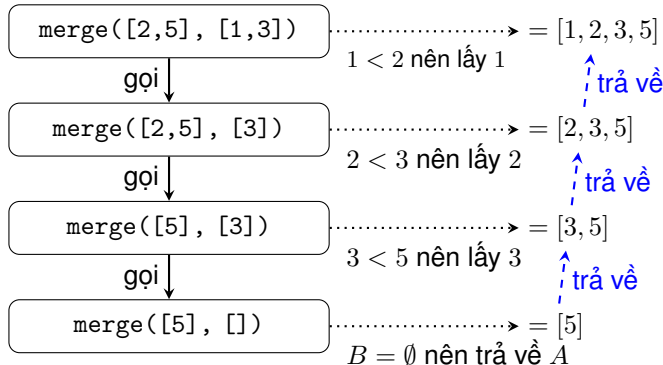 merge([2,5], [1,3]) = [1, 2, 3, 5]
1 < 2 nên lấy 1
gọi trả về
merge([2,5], [3]) = [2, 3, 5]
2 < 3 nên lấy 2
gọi trả về
merge([5], [3]) = [3, 5]
3 < 5 nên lấy 3
gọi trả về
merge([5], []) = [5]
B = ∅ nên trả về A